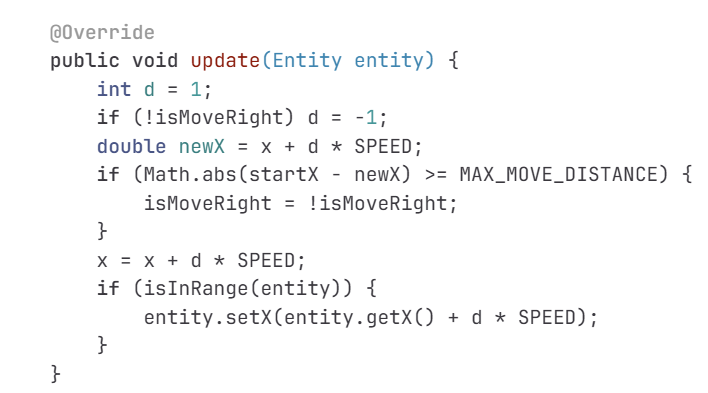 @Override
public void update(Entity entity) {
    int d = 1;
    if (!isMoveRight) d = -1;
    double newX = x + d * SPEED;
    if (Math.abs(startX - newX) >= MAX_MOVE_DISTANCE) {
        isMoveRight = !isMoveRight;
    }
    x = x + d * SPEED;
    if (isInRange(entity)) {
        entity.setX(entity.getX() + d * SPEED);
    }
}